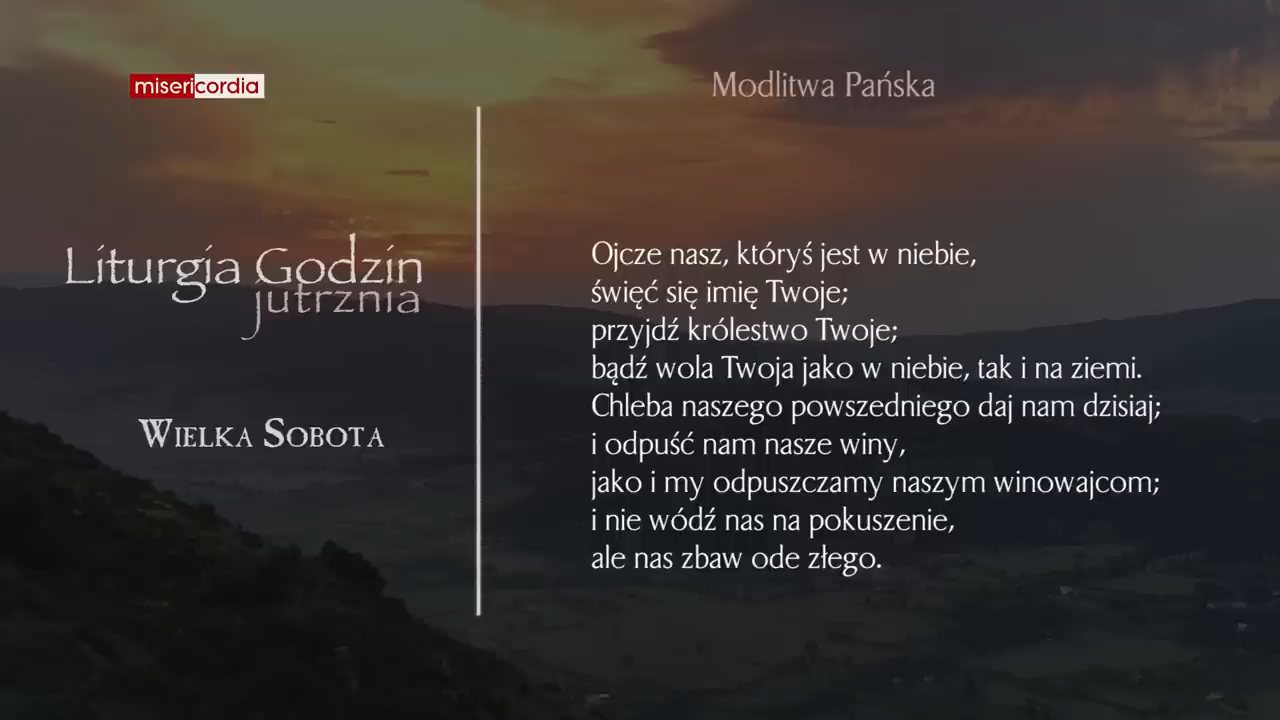 misericordia
Liturgia Godzin
jutrznia
Wielka Sobota
Modlitwa Pańska
Ojcze nasz, któryś jest w niebie,
święć się imię Twoje;
przyjdź królestwo Twoje;
bądź wola Twoja jako w niebie, tak i na ziemi.
Chleba naszego powszedniego daj nam dzisiaj;
i odpuść nam nasze winy,
jako i my odpuszczamy naszym winowajcom;
i nie wódź nas na pokuszenie,
ale nas zbaw ode złego.